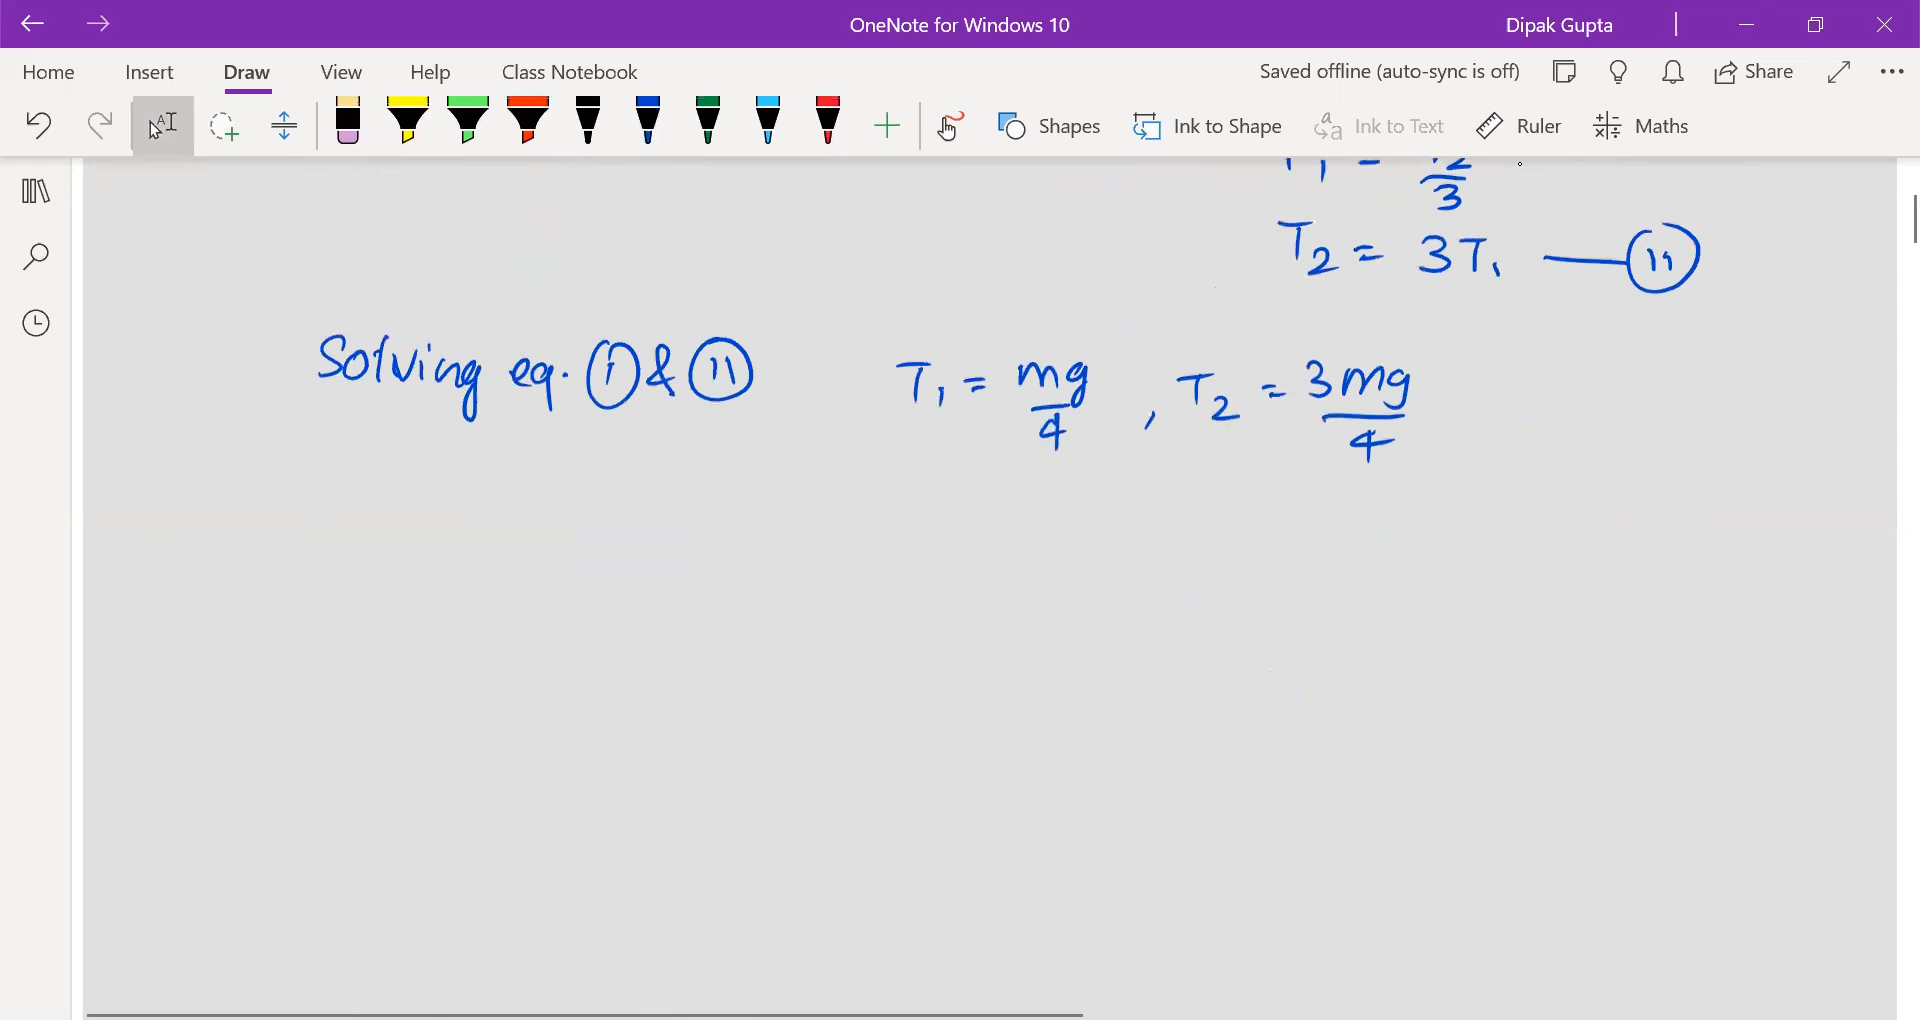 OneNote for Windows 10 Dipak Gupta
Home Insert Draw View Help Class Notebook Saved offline (auto-sync is off) Share
Shapes Ink to Shape Ink to Text Ruler Maths
T₁ = T₂/3
T₂ = 3T₁ —— (ii)
Solving eq. (i) & (ii) T₁ = mg/4 , T₂ = 3mg/4